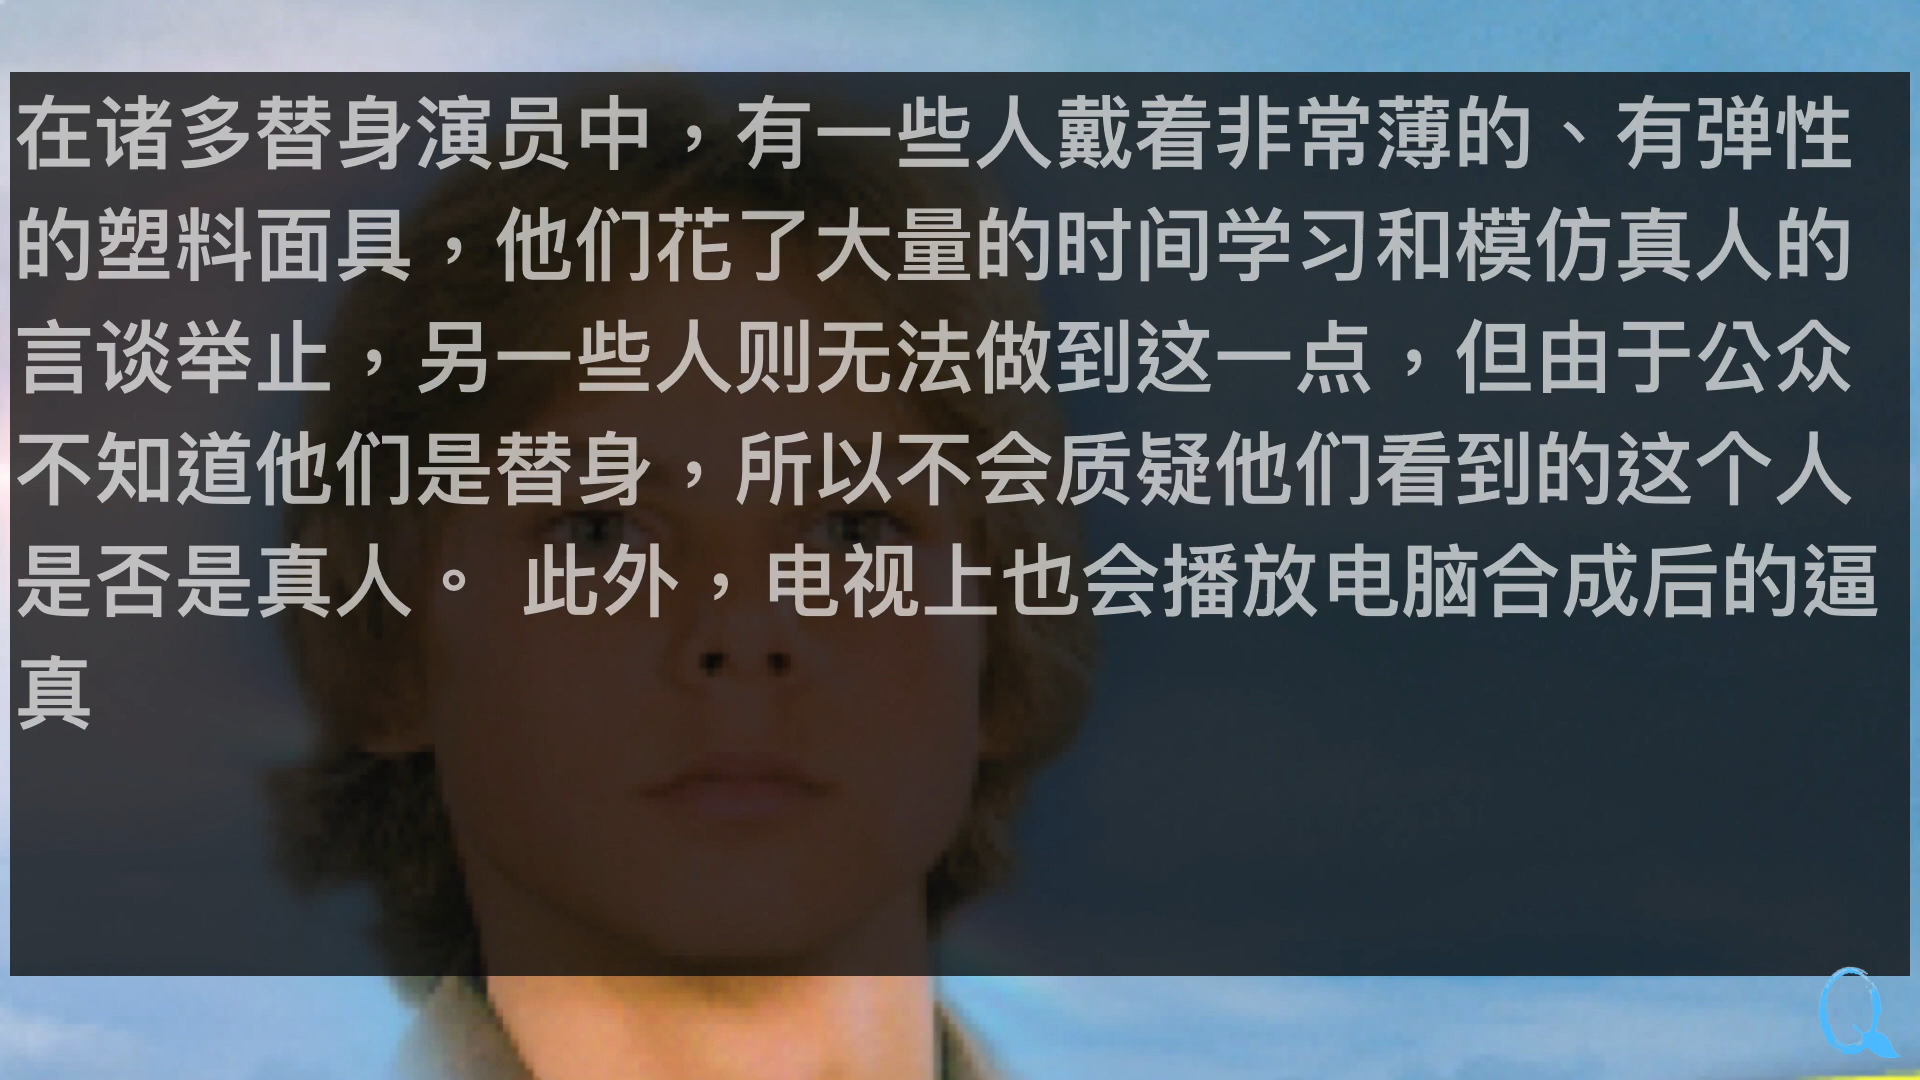 在诸多替身演员中，有一些人戴着非常薄的、有弹性
的塑料面具，他们花了大量的时间学习和模仿真人的
言谈举止，另一些人则无法做到这一点，但由于公众
不知道他们是替身，所以不会质疑他们看到的这个人
是否是真人。 此外，电视上也会播放电脑合成后的逼
真
Q